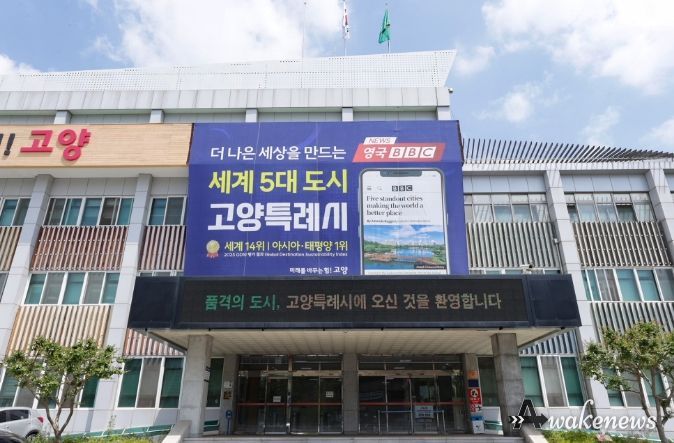 ! 고양
더 나은 세상을 만드는
NEWS
영국 BBC
세계 5대 도시
고양특례시
세계 14위 | 아시아·태평양 1위
BBC
Five standout cities
making the world a
better place
미래를 바꾸는 힘! 고양
품격의 도시, 고양특례시에 오신 것을 환영합니다
Awakenews